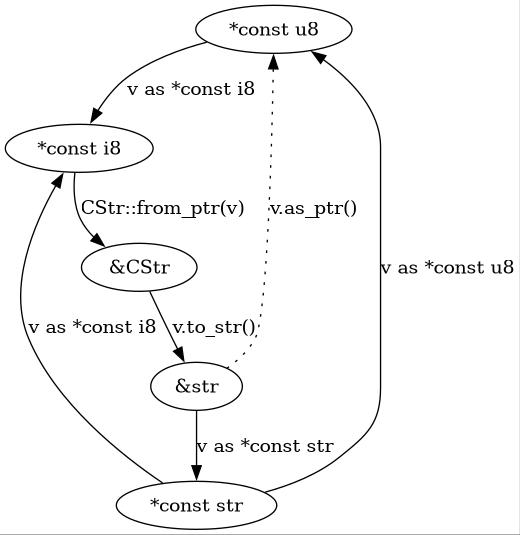 *const u8
v as *const i8
*const i8
CStr::from_ptr(v)
v.as_ptr()
&CStr
v as *const u8
v as *const i8
v.to_str()
&str
v as *const str
*const str